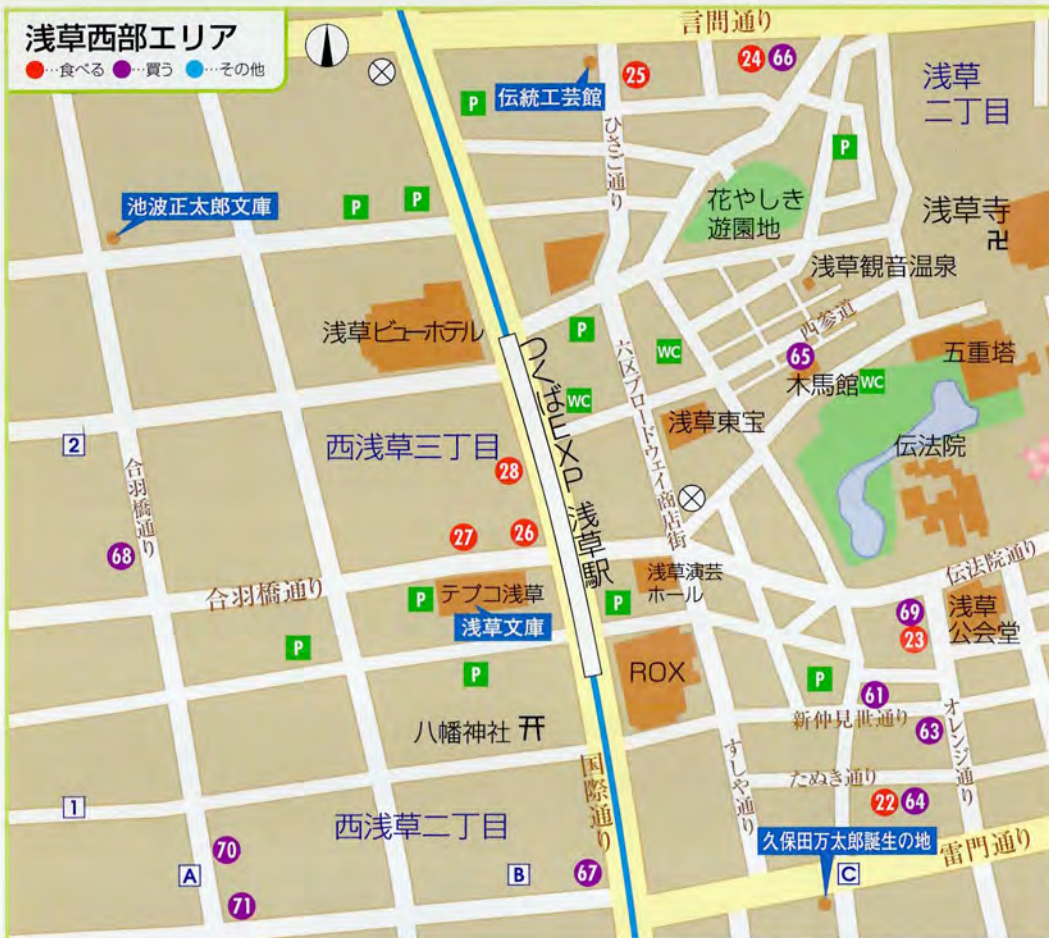 浅草西部エリア
●…食べる ●…買う ●…その他
言問通り
24
66
25
伝統工芸館
浅草
二丁目
P
ひさご通り
P
池波正太郎文庫
P
P
花やしき
遊園地
浅草寺
卍
浅草観音温泉
浅草ビューホテル
P
西参道
WC
65
五重塔
つくばEXP 浅草駅
六区ブロードウェイ商店街
木馬館
WC
WC
浅草東宝
2
西浅草三丁目
伝法院
28
合羽橋通り
68
27
26
伝法院通り
浅草演芸
ホール
合羽橋通り
P
テプコ浅草
P
69
浅草
公会堂
浅草文庫
23
P
P
ROX
P
61
八幡神社
新仲見世通り
63
オレンジ通り
国際通り
すしや通り
たぬき通り
22
64
1
西浅草二丁目
久保田万太郎誕生の地
雷門通り
70
A
B
67
C
71